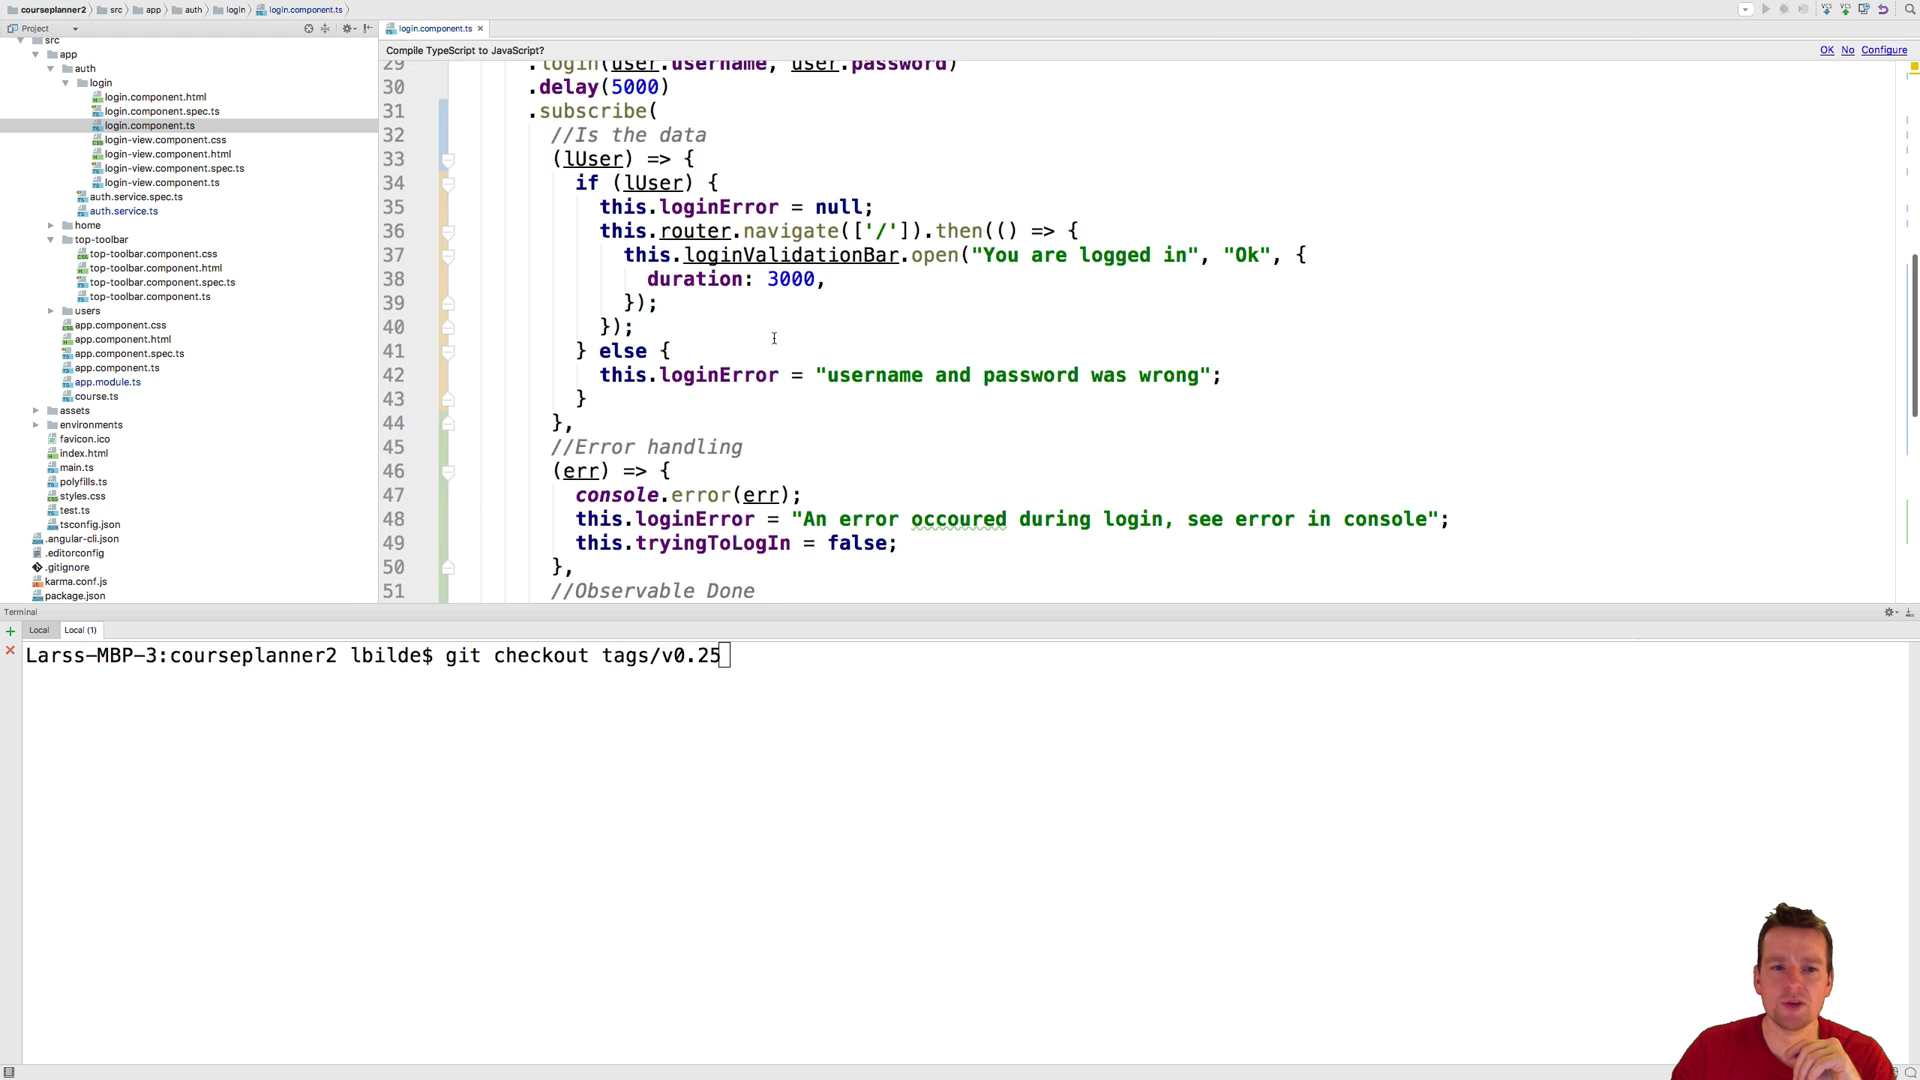 courseplanner2 src app auth login login.component.ts
Project
login.component.ts
src
app
auth
login
login.component.html
login.component.spec.ts
login.component.ts
login-view.component.css
login-view.component.html
login-view.component.spec.ts
login-view.component.ts
auth.service.spec.ts
auth.service.ts
home
top-toolbar
top-toolbar.component.css
top-toolbar.component.html
top-toolbar.component.spec.ts
top-toolbar.component.ts
users
app.component.css
app.component.html
app.component.spec.ts
app.component.ts
app.module.ts
course.ts
assets
environments
favicon.ico
index.html
main.ts
polyfills.ts
styles.css
test.ts
tsconfig.json
.angular-cli.json
.editorconfig
.gitignore
karma.conf.js
package.json
Compile TypeScript to JavaScript? OK No Configure
29 .login(user.username, user.password)
30 .delay(5000)
31 .subscribe(
32 //Is the data
33 (lUser) => {
34 if (lUser) {
35 this.loginError = null;
36 this.router.navigate(['/']).then(() => {
37 this.loginValidationBar.open("You are logged in", "Ok", {
38 duration: 3000,
39 });
40 });
41 } else {
42 this.loginError = "username and password was wrong";
43 }
44 },
45 //Error handling
46 (err) => {
47 console.error(err);
48 this.loginError = "An error occoured during login, see error in console";
49 this.tryingToLogIn = false;
50 },
51 //Observable Done
Terminal
Local Local (1)
Larss-MBP-3:courseplanner2 lbilde$ git checkout tags/v0.25